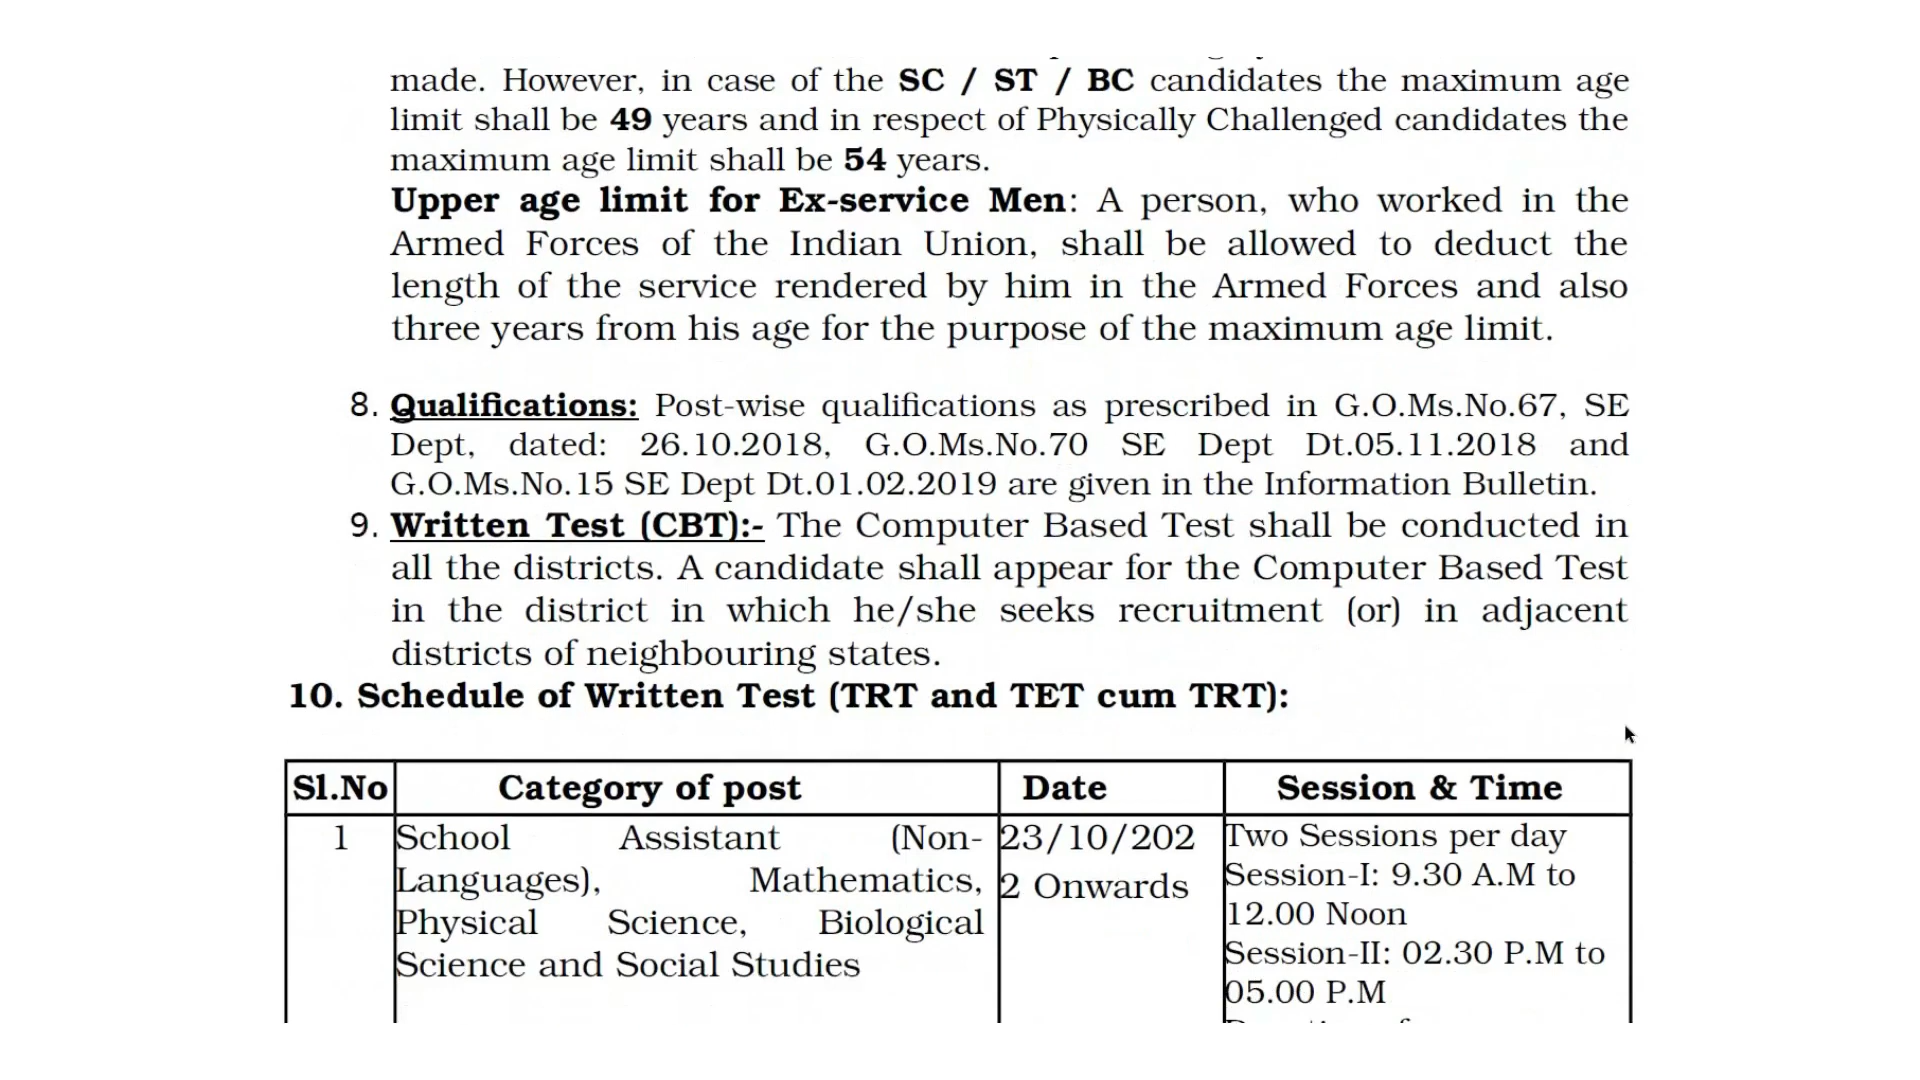 made. However, in case of the SC / ST / BC candidates the maximum age
limit shall be 49 years and in respect of Physically Challenged candidates the
maximum age limit shall be 54 years.
Upper age limit for Ex-service Men: A person, who worked in the
Armed Forces of the Indian Union, shall be allowed to deduct the
length of the service rendered by him in the Armed Forces and also
three years from his age for the purpose of the maximum age limit.
8. Qualifications: Post-wise qualifications as prescribed in G.O.Ms.No.67, SE
Dept, dated: 26.10.2018, G.O.Ms.No.70 SE Dept Dt.05.11.2018 and
G.O.Ms.No.15 SE Dept Dt.01.02.2019 are given in the Information Bulletin.
9. Written Test (CBT):- The Computer Based Test shall be conducted in
all the districts. A candidate shall appear for the Computer Based Test
in the district in which he/she seeks recruitment (or) in adjacent
districts of neighbouring states.
10. Schedule of Written Test (TRT and TET cum TRT):
Sl.No Category of post Date Session & Time
1
School Assistant (Non-
Languages), Mathematics,
Physical Science, Biological
Science and Social Studies
23/10/202
2 Onwards
Two Sessions per day
Session-I: 9.30 A.M to
12.00 Noon
Session-II: 02.30 P.M to
05.00 P.M